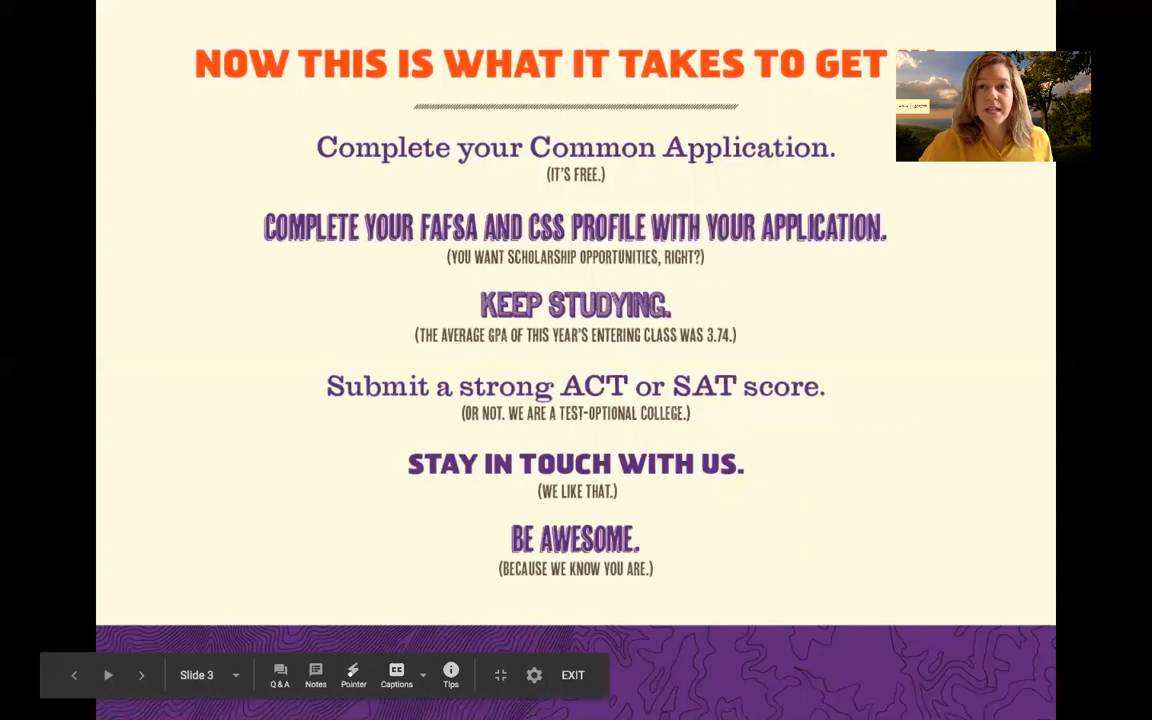 NOW THIS IS WHAT IT TAKES TO GET
Complete your Common Application.
(IT'S FREE.)
COMPLETE YOUR FAFSA AND CSS PROFILE WITH YOUR APPLICATION.
(YOU WANT SCHOLARSHIP OPPORTUNITIES, RIGHT?)
KEEP STUDYING.
(THE AVERAGE GPA OF THIS YEAR'S ENTERING CLASS WAS 3.74.)
Submit a strong ACT or SAT score.
(OR NOT. WE ARE A TEST-OPTIONAL COLLEGE.)
STAY IN TOUCH WITH US.
(WE LIKE THAT.)
BE AWESOME.
(BECAUSE WE KNOW YOU ARE.)
Slide 3
Q & A
Notes
Pointer
Captions
Tips
EXIT